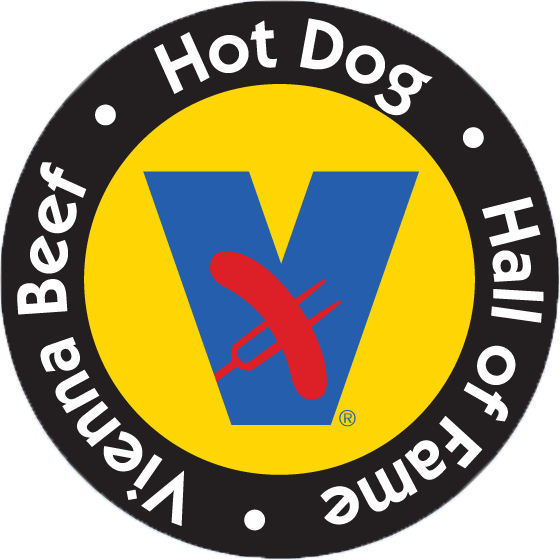 Vienna Beef • Hot Dog • Hall of Fame •
V
®